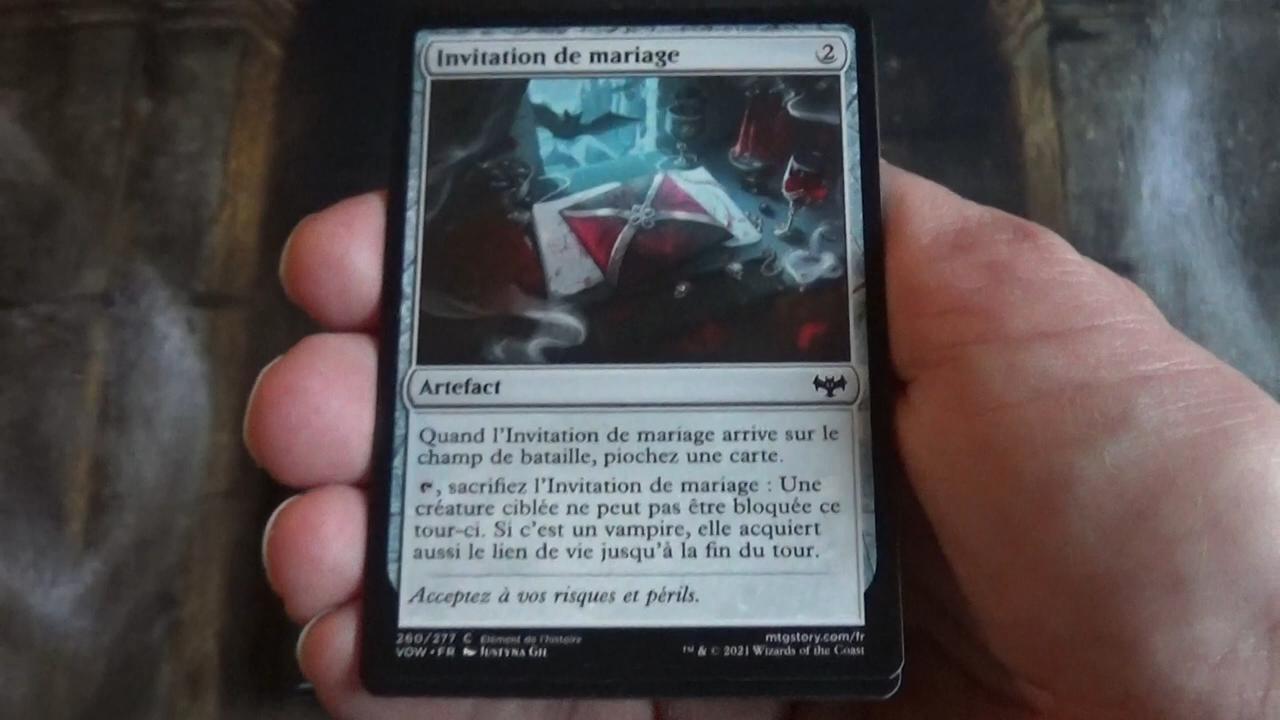 Invitation de mariage 2
Artefact
Quand l'Invitation de mariage arrive sur le
champ de bataille, piochez une carte.
, sacrifiez l'Invitation de mariage : Une
créature ciblée ne peut pas être bloquée ce
tour-ci. Si c'est un vampire, elle acquiert
aussi le lien de vie jusqu'à la fin du tour.
Acceptez à vos risques et périls.
260/277 C Élément de l'histoire
mtgstory.com/fr
VOW • FR Justyna Gil
™ & © 2021 Wizards of the Coast